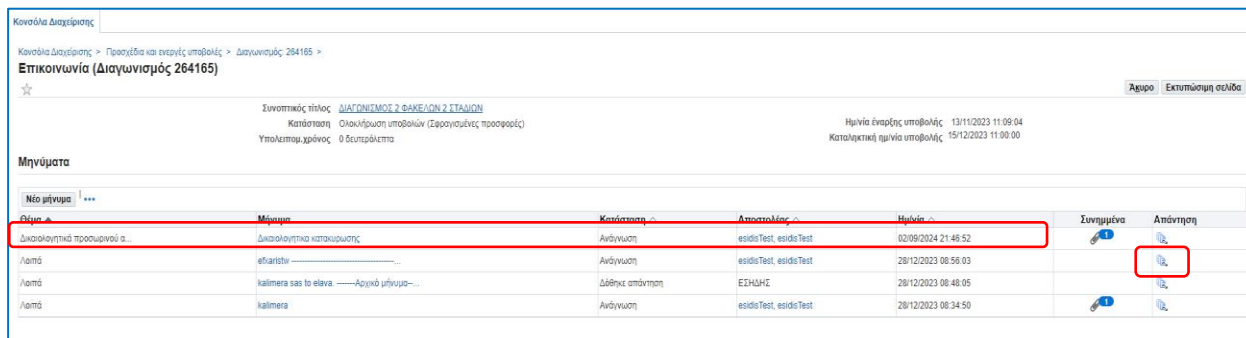 Κονσόλα Διαχείρισης
Κονσόλα Διαχείρισης > Προσχέδια και ενεργές υποβολές > Διαγωνισμός: 264165 >
Επικοινωνία (Διαγωνισμός 264165)
Άκυρο Εκτυπώσιμη σελίδα
Συνοπτικός τίτλος ΔΙΑΓΩΝΙΣΜΟΣ 2 ΦΑΚΕΛΩΝ 2 ΣΤΑΔΙΩΝ
Κατάσταση Ολοκλήρωση υποβολών (Σφραγισμένες προσφορές) Ημ/νία έναρξης υποβολής 13/11/2023 11:09:04
Υπολειπομ.χρόνος 0 δευτερόλεπτα Καταληκτική ημ/νία υποβολής 15/12/2023 11:00:00
Μηνύματα
Νέο μήνυμα
Θέμα Μήνυμα Κατάσταση Αποστολέας Ημ/νία Συνημμένα Απάντηση
Δικαιολογητικά προσωρινού α... Δικαιολογητικα κατακυρωσης Ανάγνωση esidisTest, esidisTest 02/09/2024 21:46:52 1
Λοιπά efxaristw ---------------------------------------... Ανάγνωση esidisTest, esidisTest 28/12/2023 08:56:03
Λοιπά kalimera sas to elava. -------Αρχικό μήνυμα--... Δόθηκε απάντηση ΕΣΗΔΗΣ 28/12/2023 08:48:05
Λοιπά kalimera Ανάγνωση esidisTest, esidisTest 28/12/2023 08:34:50 1